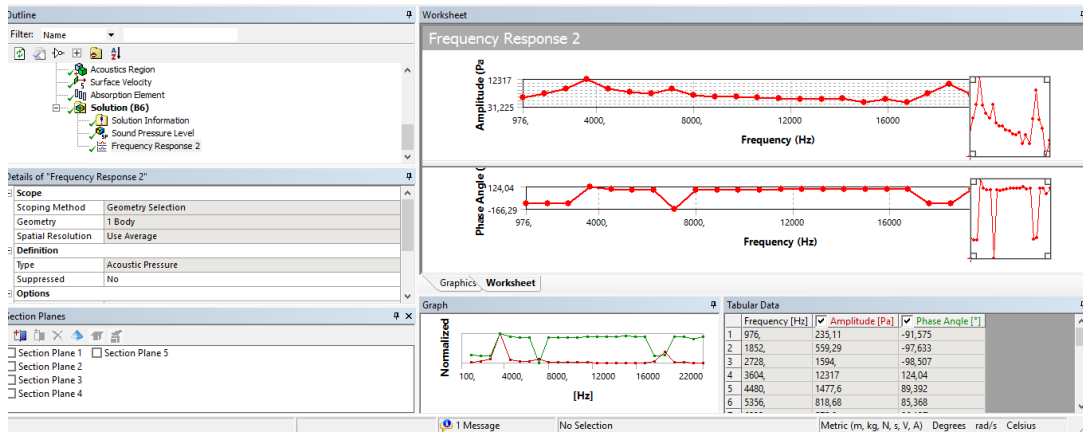 Outline
Filter: Name
Acoustics Region
Surface Velocity
Absorption Element
Solution (B6)
Solution Information
Sound Pressure Level
Frequency Response 2
Details of "Frequency Response 2"
Scope
Scoping Method Geometry Selection
Geometry 1 Body
Spatial Resolution Use Average
Definition
Type Acoustic Pressure
Suppressed No
Options
Section Planes
Section Plane 1 Section Plane 5
Section Plane 2
Section Plane 3
Section Plane 4
Worksheet
Frequency Response 2
Amplitude (Pa
12317
31,225
976, 4000, 8000, 12000 16000
Frequency (Hz)
Phase Angle (
124,04
-166,29
976, 4000, 8000, 12000 16000
Frequency (Hz)
Graphics Worksheet
Graph
Normalized
100, 4000, 8000, 12000 16000 22000
[Hz]
Tabular Data
Frequency [Hz] Amplitude [Pa] Phase Angle [°]
1 976, 235,11 -91,575
2 1852, 559,29 -97,633
3 2728, 1594, -98,507
4 3604, 12317 124,04
5 4480, 1477,6 89,392
6 5356, 818,68 85,368
1 Message No Selection Metric (m, kg, N, s, V, A) Degrees rad/s Celsius